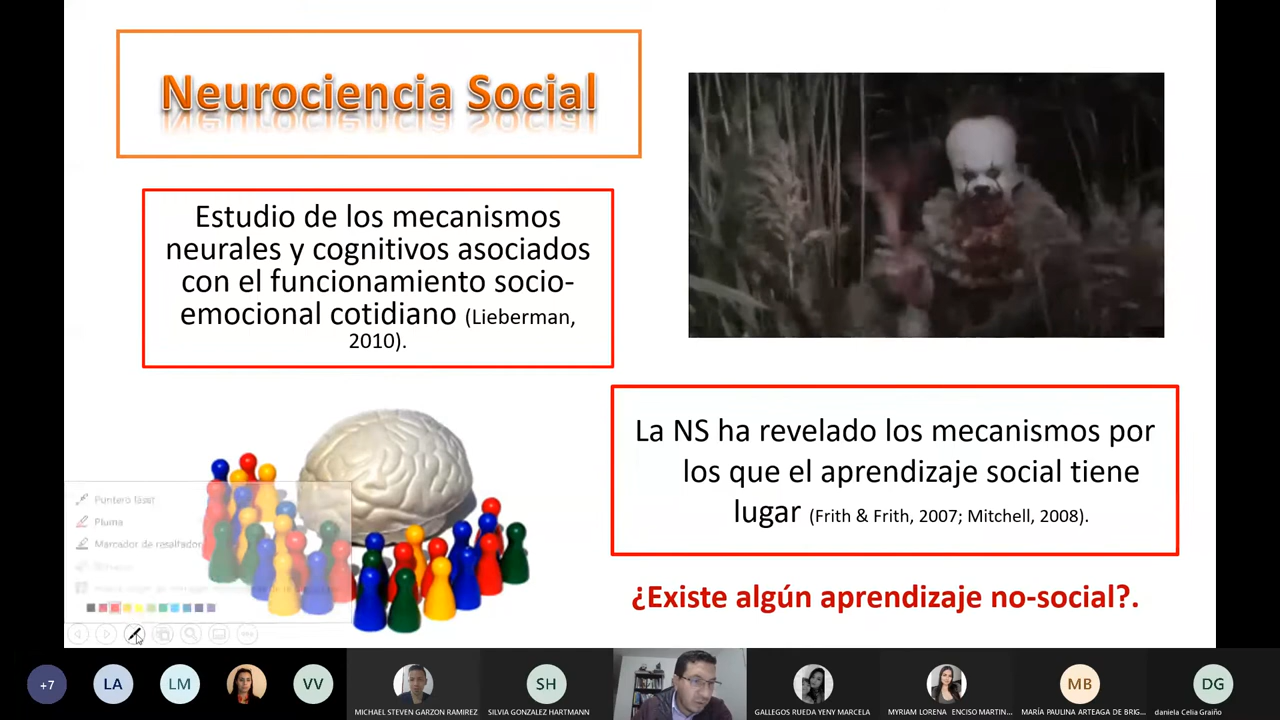 Neurociencia Social
Estudio de los mecanismos
neurales y cognitivos asociados
con el funcionamiento socio-
emocional cotidiano (Lieberman,
2010).
La NS ha revelado los mecanismos por
los que el aprendizaje social tiene
lugar (Frith & Frith, 2007; Mitchell, 2008).
¿Existe algún aprendizaje no-social?.
Puntero láser
Pluma
Marcador de resaltador
+7
LA
LM
VV
MICHAEL STEVEN GARZON RAMIREZ
SH
SILVIA GONZALEZ HARTMANN
GALLEGOS RUEDA YENY MARCELA
MYRIAM LORENA ENCISO MARTIN...
MB
MARÍA PAULINA ARTEAGA DE BRIG...
DG
daniela Celia Graiño